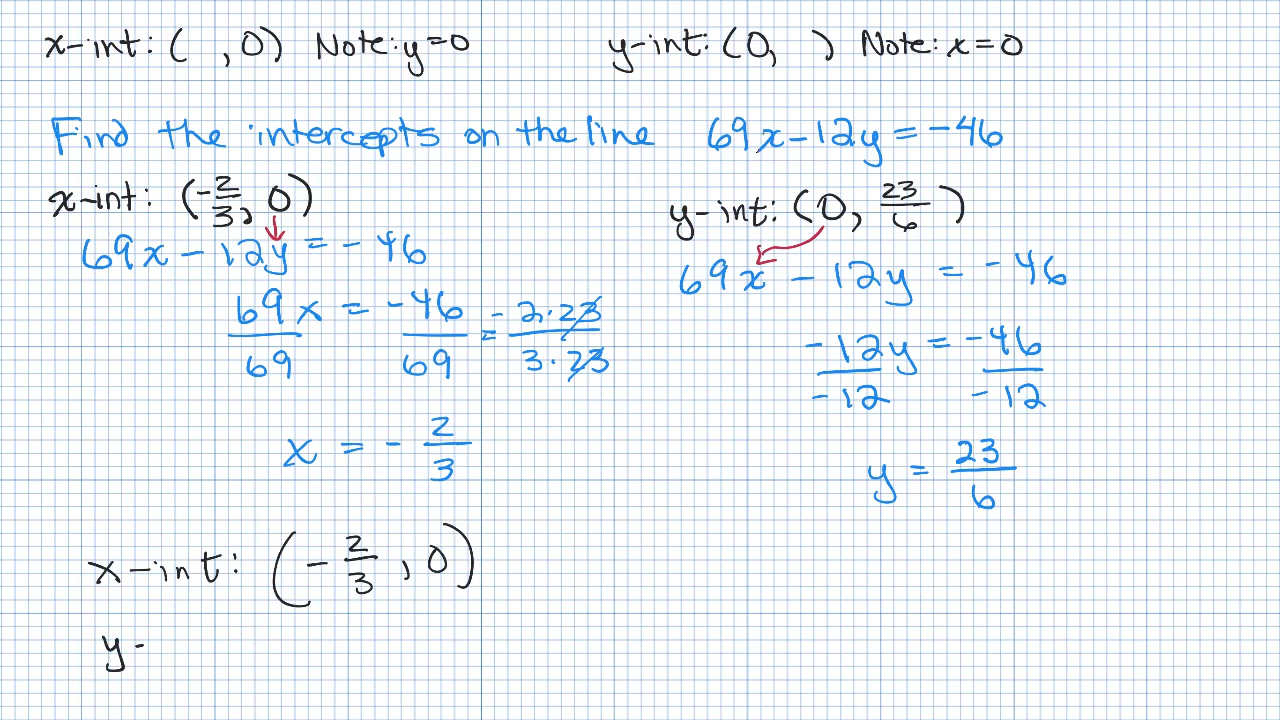 x-int: ( , 0) Note: y=0
y-int: (0, ) Note: x=0
Find the intercepts on the line 69x-12y=-46
x-int: (-2/3, 0)
69x - 12y = -46
69x/69 = -46/69 = -2·23/3·23
x = -2/3
y-int: (0, 23/6)
69x - 12y = -46
-12y/-12 = -46/-12
y = 23/6
x-int: (-2/3, 0)
y-